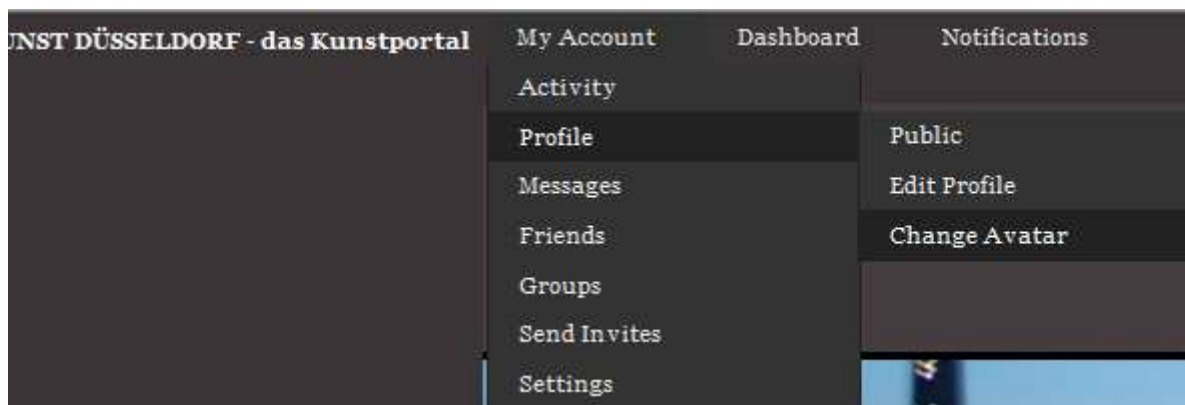 UNST DÜSSELDORF - das Kunstportal My Account Dashboard Notifications
Activity
Profile Public
Messages Edit Profile
Friends Change Avatar
Groups
Send Invites
Settings